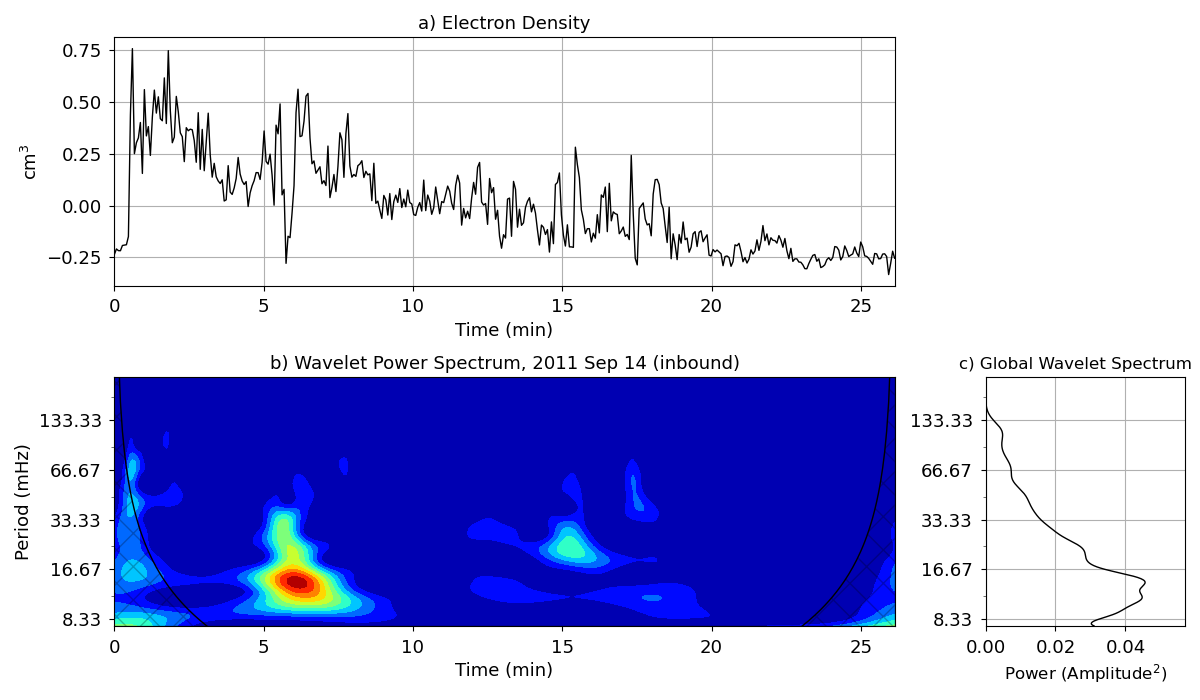 a) Electron Density
0.75
0.50
0.25
0.00
−0.25
cm³
0 5 10 15 20 25
Time (min)
b) Wavelet Power Spectrum, 2011 Sep 14 (inbound)
133.33
66.67
33.33
16.67
8.33
Period (mHz)
0 5 10 15 20 25
Time (min)
c) Global Wavelet Spectrum
133.33
66.67
33.33
16.67
8.33
0.00 0.02 0.04
Power (Amplitude²)